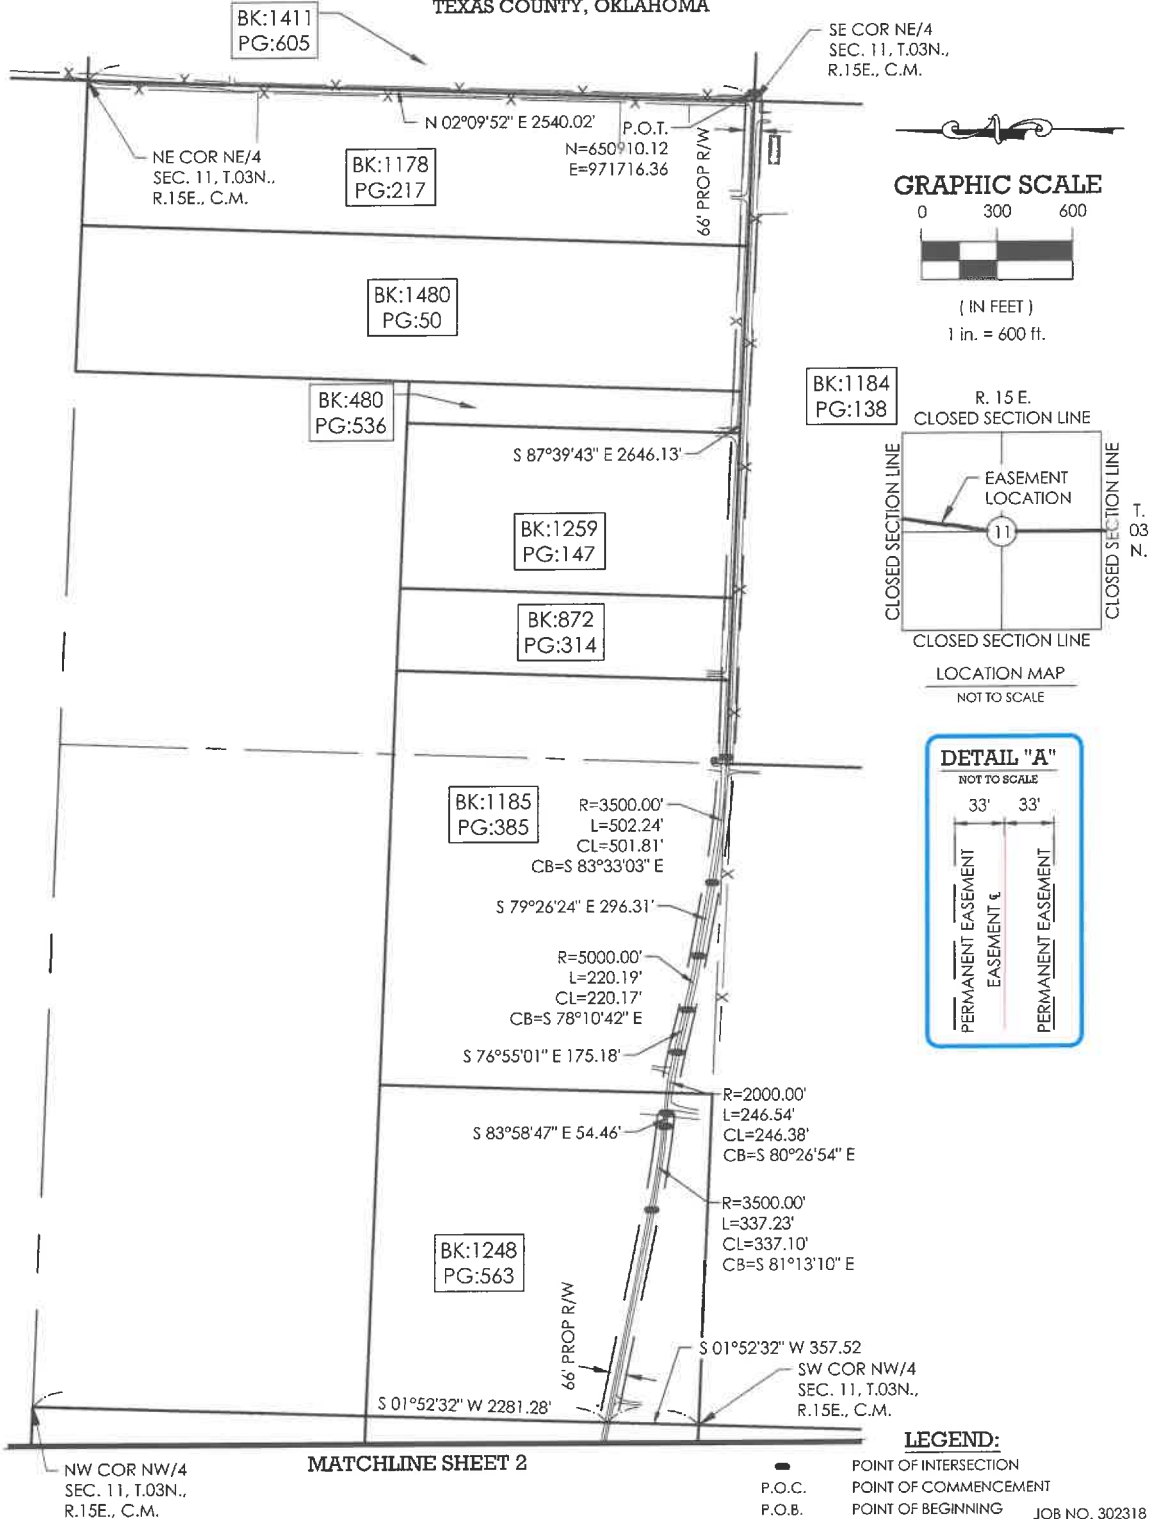 TEXAS COUNTY, OKLAHOMA
BK:1411
PG:605
SE COR NE/4
SEC. 11, T.03N.,
R.15E., C.M.
N 02°09'52" E 2540.02'
P.O.T.
N=650910.12
E=971716.36
NE COR NE/4
SEC. 11, T.03N.,
R.15E., C.M.
BK:1178
PG:217
66' PROP R/W
GRAPHIC SCALE
0 300 600
( IN FEET )
1 in. = 600 ft.
BK:1480
PG:50
BK:480
PG:536
BK:1184
PG:138
S 87°39'43" E 2646.13'
R. 15 E.
CLOSED SECTION LINE
CLOSED SECTION LINE
EASEMENT
LOCATION
11
CLOSED SECTION LINE
T.
03
N.
CLOSED SECTION LINE
LOCATION MAP
NOT TO SCALE
BK:1259
PG:147
BK:872
PG:314
DETAIL "A"
NOT TO SCALE
33' 33'
PERMANENT EASEMENT
EASEMENT ℄
PERMANENT EASEMENT
BK:1185
PG:385
R=3500.00'
L=502.24'
CL=501.81'
CB=S 83°33'03" E
S 79°26'24" E 296.31'
R=5000.00'
L=220.19'
CL=220.17'
CB=S 78°10'42" E
S 76°55'01" E 175.18'
R=2000.00'
L=246.54'
CL=246.38'
CB=S 80°26'54" E
S 83°58'47" E 54.46'
R=3500.00'
L=337.23'
CL=337.10'
CB=S 81°13'10" E
BK:1248
PG:563
66' PROP R/W
S 01°52'32" W 357.52
SW COR NW/4
SEC. 11, T.03N.,
R.15E., C.M.
S 01°52'32" W 2281.28'
NW COR NW/4
SEC. 11, T.03N.,
R.15E., C.M.
MATCHLINE SHEET 2
LEGEND:
POINT OF INTERSECTION
P.O.C. POINT OF COMMENCEMENT
P.O.B. POINT OF BEGINNING
JOB NO. 302318